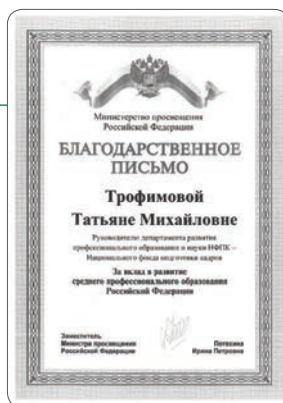 Министерство просвещения
Российской Федерации
БЛАГОДАРСТВЕННОЕ
ПИСЬМО
Трофимовой
Татьяне Михайловне
Руководителю департамента развития
профессионального образования и науки НФПК –
Национального фонда подготовки кадров
За вклад в развитие
среднего профессионального образования
Российской Федерации
Заместитель
Министра просвещения
Российской Федерации
Потехина
Ирина Петровна